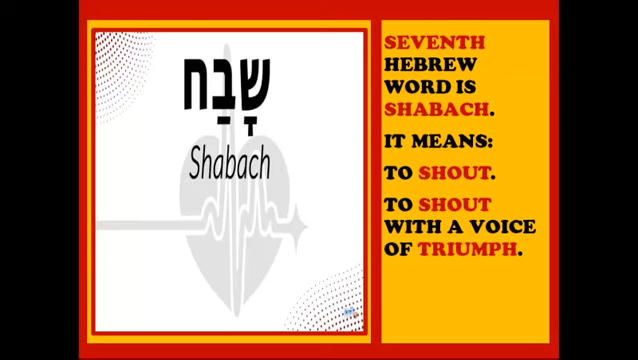 שָבַח
Shabach
SEVENTH
HEBREW
WORD IS
SHABACH.
IT MEANS:
TO SHOUT.
TO SHOUT
WITH A VOICE
OF TRIUMPH.